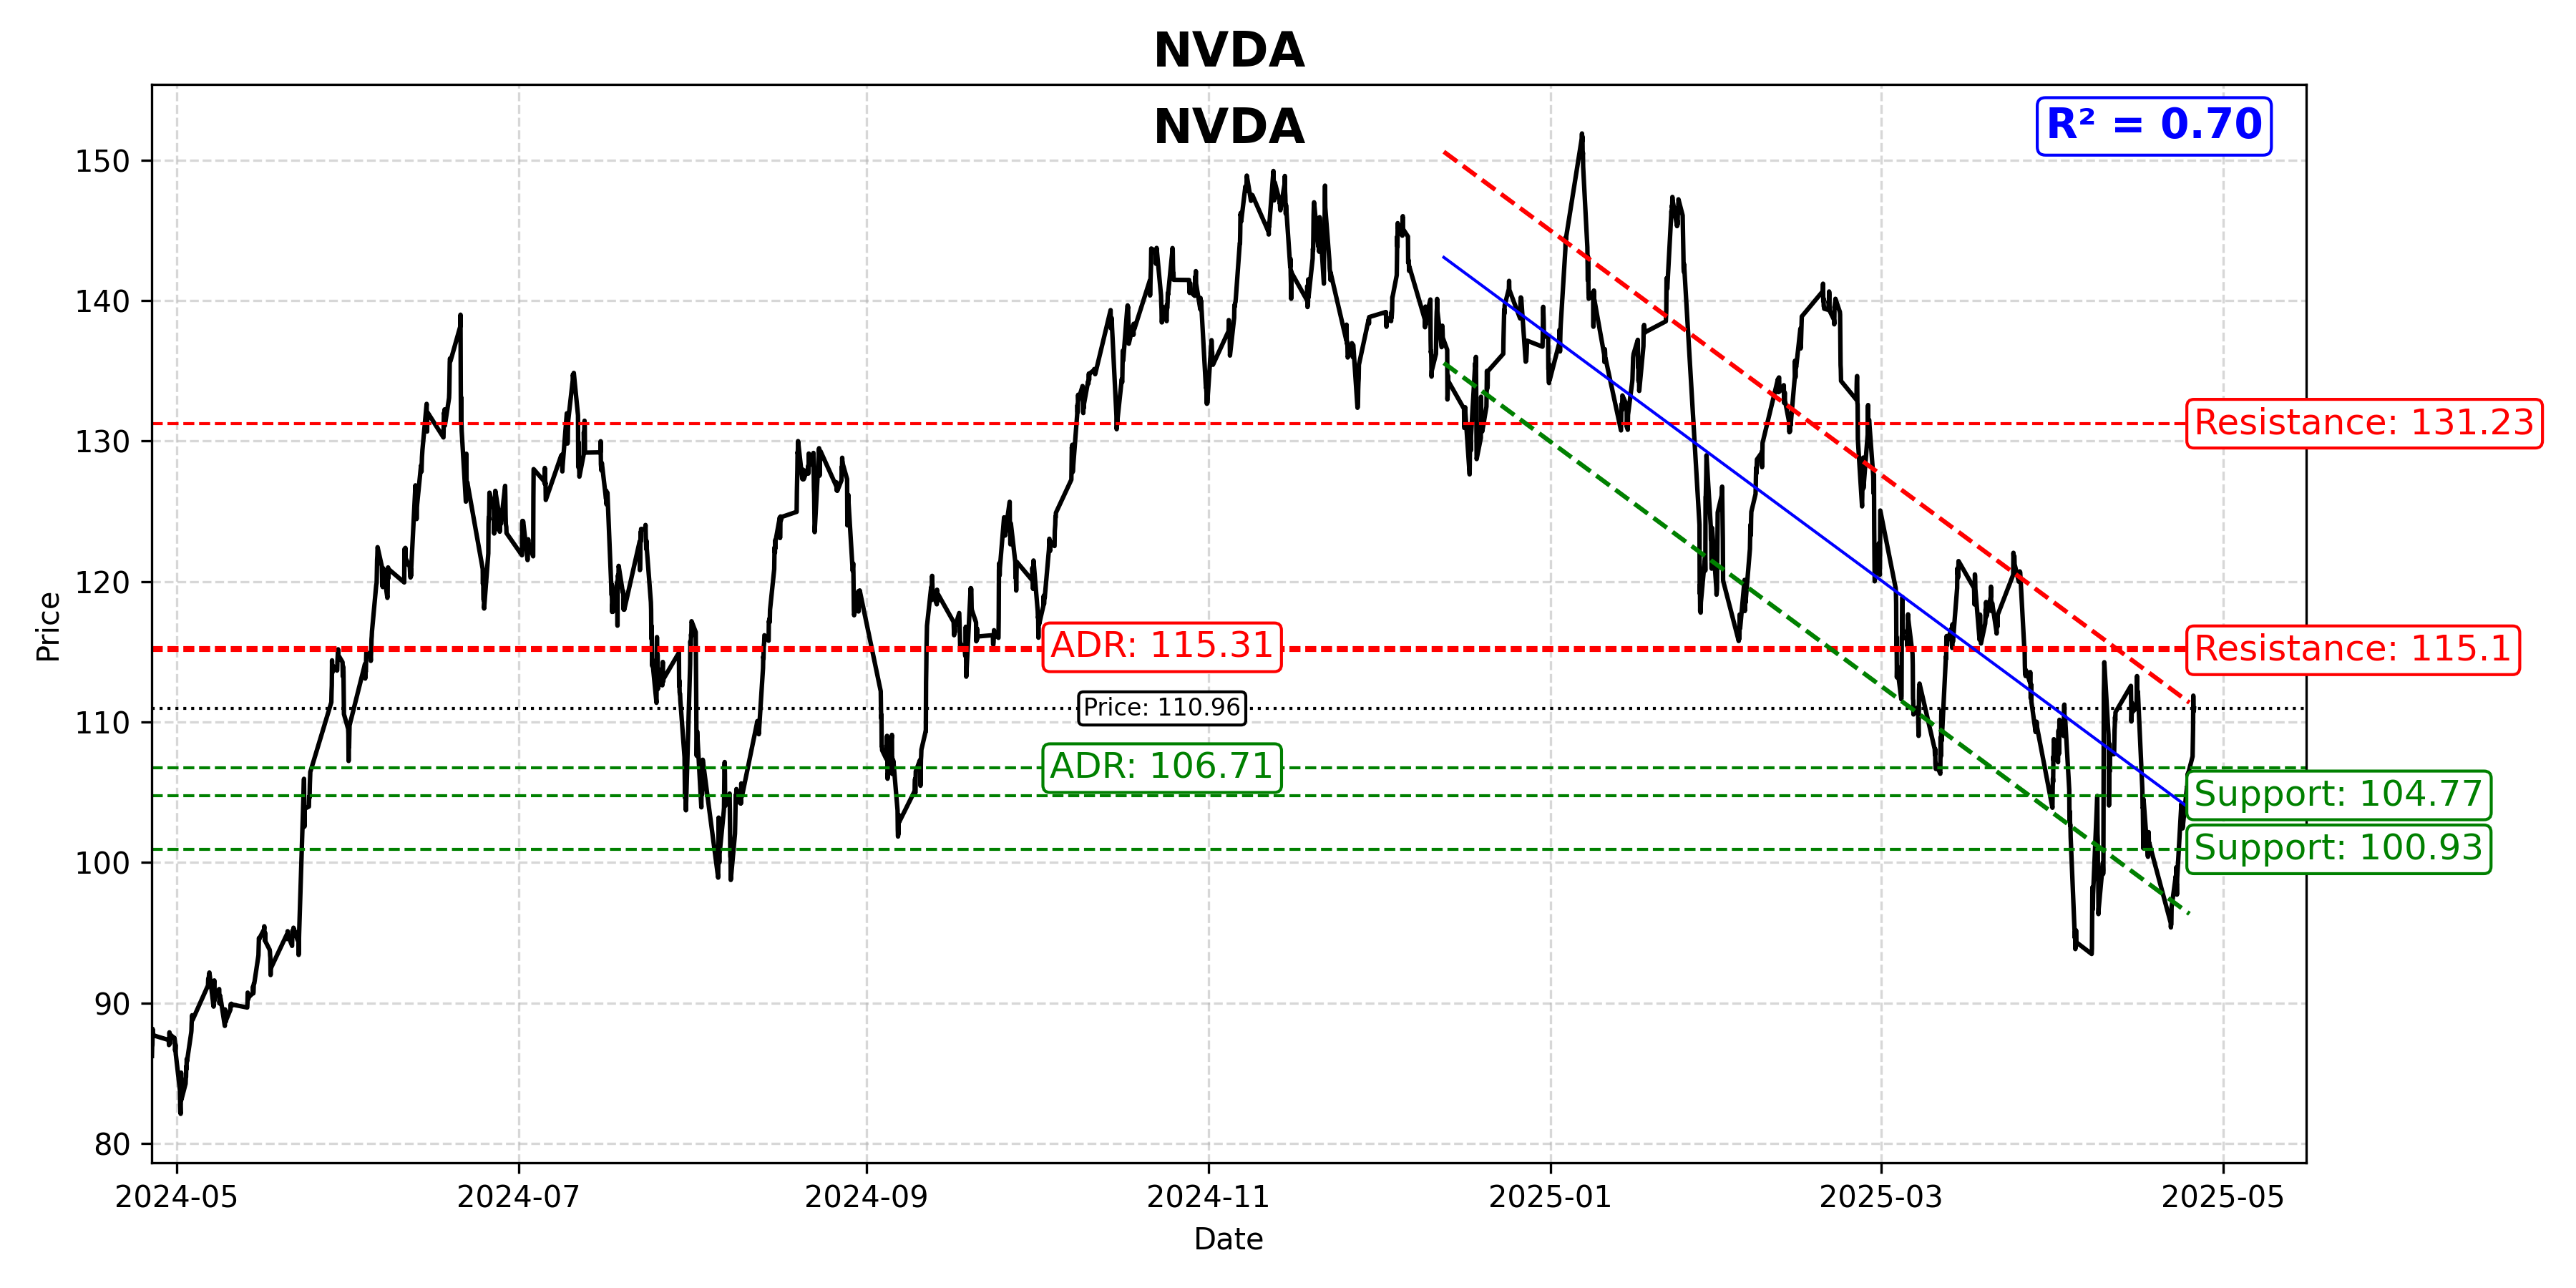 NVDA
NVDA
R² = 0.70
150
140
130
120
110
100
90
80
Price
Resistance: 131.23
ADR: 115.31
Resistance: 115.1
Price: 110.96
ADR: 106.71
Support: 104.77
Support: 100.93
2024-05
2024-07
2024-09
2024-11
2025-01
2025-03
2025-05
Date